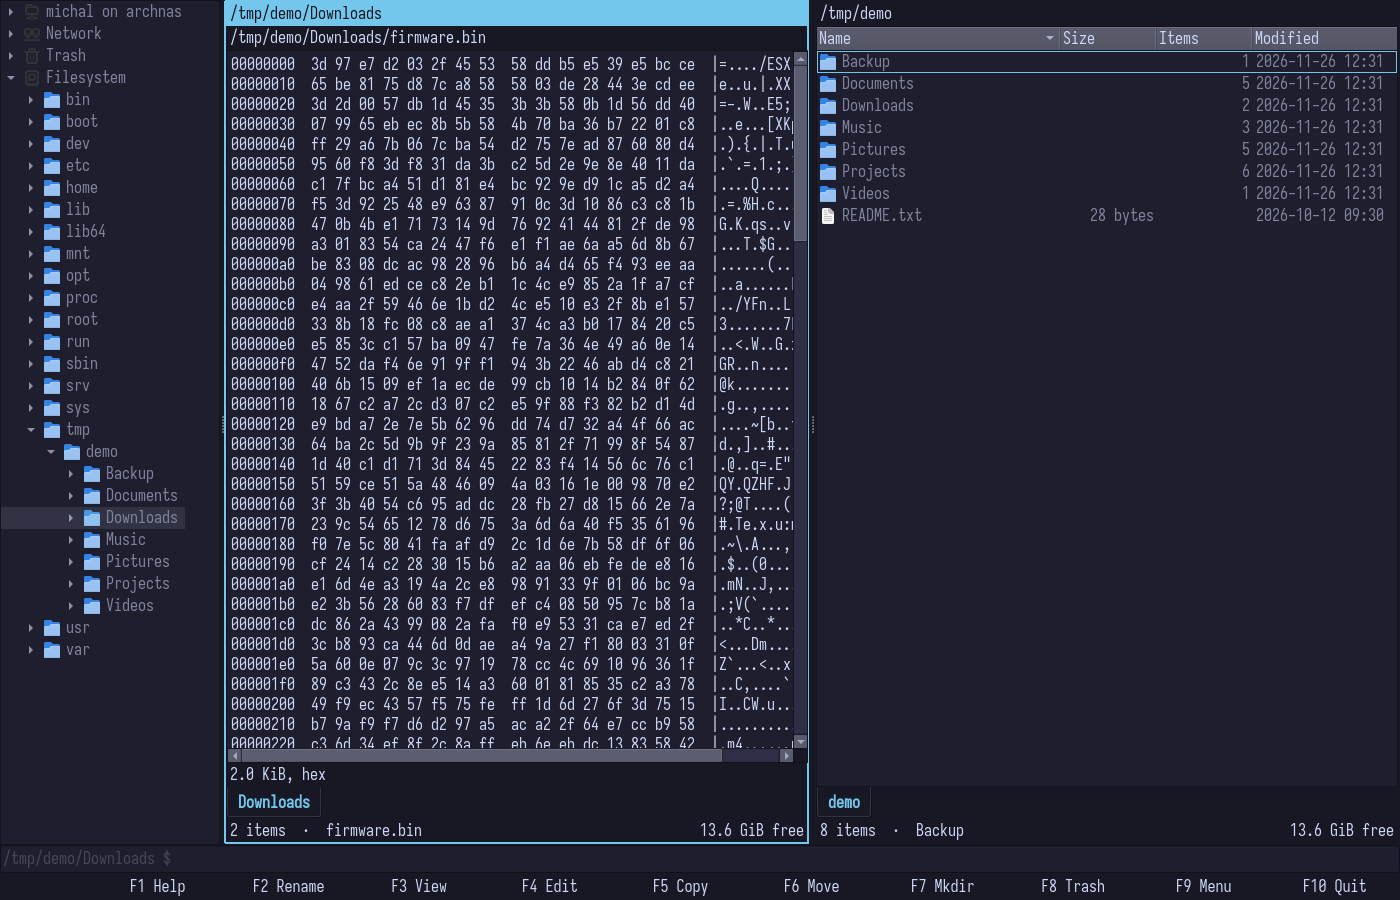 michal on archnas
Network
Trash
Filesystem
bin
boot
dev
etc
home
lib
lib64
mnt
opt
proc
root
run
sbin
srv
sys
tmp
demo
Backup
Documents
Downloads
Music
Pictures
Projects
Videos
usr
var
/tmp/demo/Downloads
/tmp/demo/Downloads/firmware.bin
00000000  3d 97 e7 d2 03 2f 45 53  58 dd b5 e5 39 e5 bc ce  |=..../ESX
00000010  65 be 81 75 d8 7c a8 58  58 03 de 28 44 3e cd ee  |e..u.|.XX
00000020  3d 2d 00 57 db 1d 45 35  3b 3b 58 0b 1d 56 dd 40  |=-.W..E5;
00000030  07 99 65 eb ec 8b 5b 58  4b 70 ba 36 b7 22 01 c8  |..e...[XKp
00000040  ff 29 a6 7b 06 7c ba 54  d2 75 7e ad 87 60 80 d4  |.).{.|.T.u
00000050  95 60 f8 3d f8 31 da 3b  c2 5d 2e 9e 8e 40 11 da  |.`.=.1.;.
00000060  c1 7f bc a4 51 d1 81 e4  bc 92 9e d9 1c a5 d2 a4  |....Q....
00000070  f5 3d 92 25 48 e9 63 87  91 0c 3d 10 86 c3 c8 1b  |.=.%H.c..
00000080  47 0b 4b e1 71 73 14 9d  76 92 41 44 81 2f de 98  |G.K.qs..v
00000090  a3 01 83 54 ca 24 47 f6  e1 f1 ae 6a a5 6d 8b 67  |...T.$G..
000000a0  be 83 08 dc ac 98 28 96  b6 a4 d4 65 f4 93 ee aa  |......(..
000000b0  04 98 61 ed ce c8 2e b1  1c 4c e9 85 2a 1f a7 cf  |..a......
000000c0  e4 aa 2f 59 46 6e 1b d2  4c e5 10 e3 2f 8b e1 57  |../YFn..L
000000d0  33 8b 18 fc 08 c8 ae a1  37 4c a3 b0 17 84 20 c5  |3.......7
000000e0  e5 85 3c c1 57 ba 09 47  fe 7a 36 4e 49 a6 0e 14  |..<.W..G.
000000f0  47 52 da f4 6e 91 9f f1  94 3b 22 46 ab d4 c8 21  |GR..n....
00000100  40 6b 15 09 ef 1a ec de  99 cb 10 14 b2 84 0f 62  |@k.......
00000110  18 67 c2 a7 2c d3 07 c2  e5 9f 88 f3 82 b2 d1 4d  |.g..,....
00000120  e9 bd a7 2e 7e 5b 62 96  dd 74 d7 32 a4 4f 66 ac  |....~[b..
00000130  64 ba 2c 5d 9b 9f 23 9a  85 81 2f 71 99 8f 54 87  |d.,]..#..
00000140  1d 40 c1 d1 71 3d 84 45  22 83 f4 14 56 6c 76 c1  |.@..q=.E"
00000150  51 59 ce 51 5a 48 46 09  4a 03 16 1e 00 98 70 e2  |QY.QZHF.J
00000160  3f 3b 40 54 c6 95 ad dc  28 fb 27 d8 15 66 2e 7a  |?;@T....(
00000170  23 9c 54 65 12 78 d6 75  3a 6d 6a 40 f5 35 61 96  |#.Te.x.u:m
00000180  f0 7e 5c 80 41 fa af d9  2c 1d 6e 7b 58 df 6f 06  |.~\.A...,
00000190  cf 24 14 c2 28 30 15 b6  a2 aa 06 eb fe de e8 16  |.$..(0...
000001a0  e1 6d 4e a3 19 4a 2c e8  98 91 33 9f 01 06 bc 9a  |.mN..J,..
000001b0  e2 3b 56 28 60 83 f7 df  ef c4 08 50 95 7c b8 1a  |.;V(`....
000001c0  dc 86 2a 43 99 08 2a fa  f0 e9 53 31 ca e7 ed 2f  |..*C..*..
000001d0  3c b8 93 ca 44 6d 0d ae  a4 9a 27 f1 80 03 31 0f  |<...Dm...
000001e0  5a 60 0e 07 9c 3c 97 19  78 cc 4c 69 10 96 36 1f  |Z`...<..x
000001f0  89 c3 43 2c 8e e5 14 a3  60 01 81 85 35 c2 a3 78  |..C,....`
00000200  49 f9 ec 43 57 f5 75 fe  ff 1d 6d 27 6f 3d 75 15  |I..CW.u..
00000210  b7 9a f9 f7 d6 d2 97 a5  ac a2 2f 64 e7 cc b9 58  |.........
00000220  c3 6d 34 ef 8f 2c 8a ff  eb 6e eb dc 13 83 58 42  |.m4......
2.0 KiB, hex
Downloads
2 items  ·  firmware.bin  13.6 GiB free
/tmp/demo
Name  Size  Items  Modified
Backup  1  2026-11-26 12:31
Documents  5  2026-11-26 12:31
Downloads  2  2026-11-26 12:31
Music  3  2026-11-26 12:31
Pictures  5  2026-11-26 12:31
Projects  6  2026-11-26 12:31
Videos  1  2026-11-26 12:31
README.txt  28 bytes  2026-10-12 09:30
demo
8 items  ·  Backup  13.6 GiB free
/tmp/demo/Downloads $
F1 Help  F2 Rename  F3 View  F4 Edit  F5 Copy  F6 Move  F7 Mkdir  F8 Trash  F9 Menu  F10 Quit